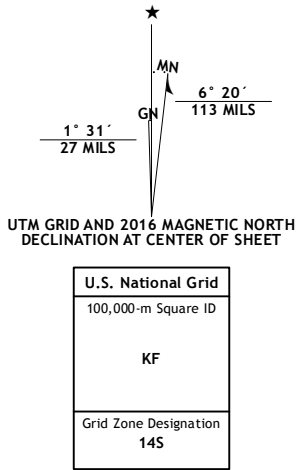 MN
GN
6° 20´
113 MILS
1° 31´
27 MILS
UTM GRID AND 2016 MAGNETIC NORTH
DECLINATION AT CENTER OF SHEET
U.S. National Grid
100,000-m Square ID
KF
Grid Zone Designation
14S